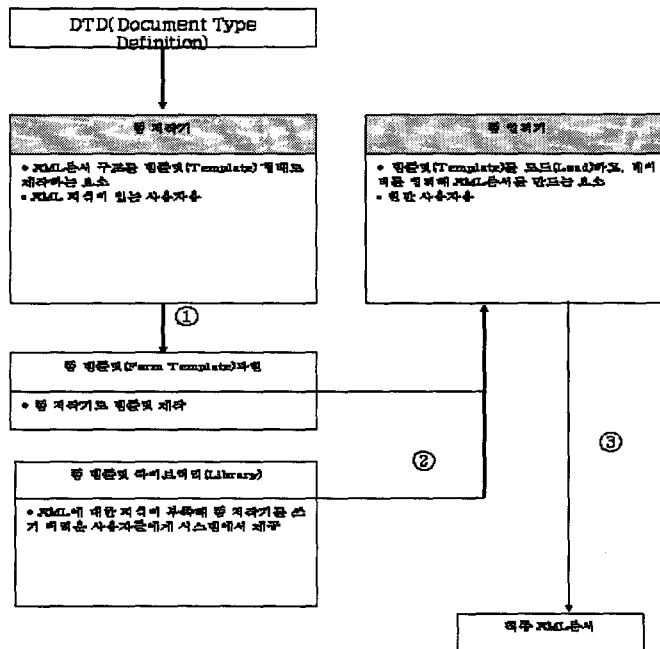 DTD(Document Type
Definition)
폼 제작기
• XML문서 구조를 템플릿(Template) 형태로
제작하는 요소
• XML 지식이 있는 사용자용
폼 편집기
• 템플릿(Template)을 로드(Load)하고, 데이
터를 입력해 XML문서를 만드는 요소
• 일반 사용자용
①
폼 템플릿(Form Template)파일
• 폼 제작기로 템플릿 제작
②
③
폼 템플릿 라이브러리(Library)
• XML에 대한 지식이 부족해 폼 제작기를 쓰
기 어려운 사용자들에게 시스템에서 제공
최종 XML문서